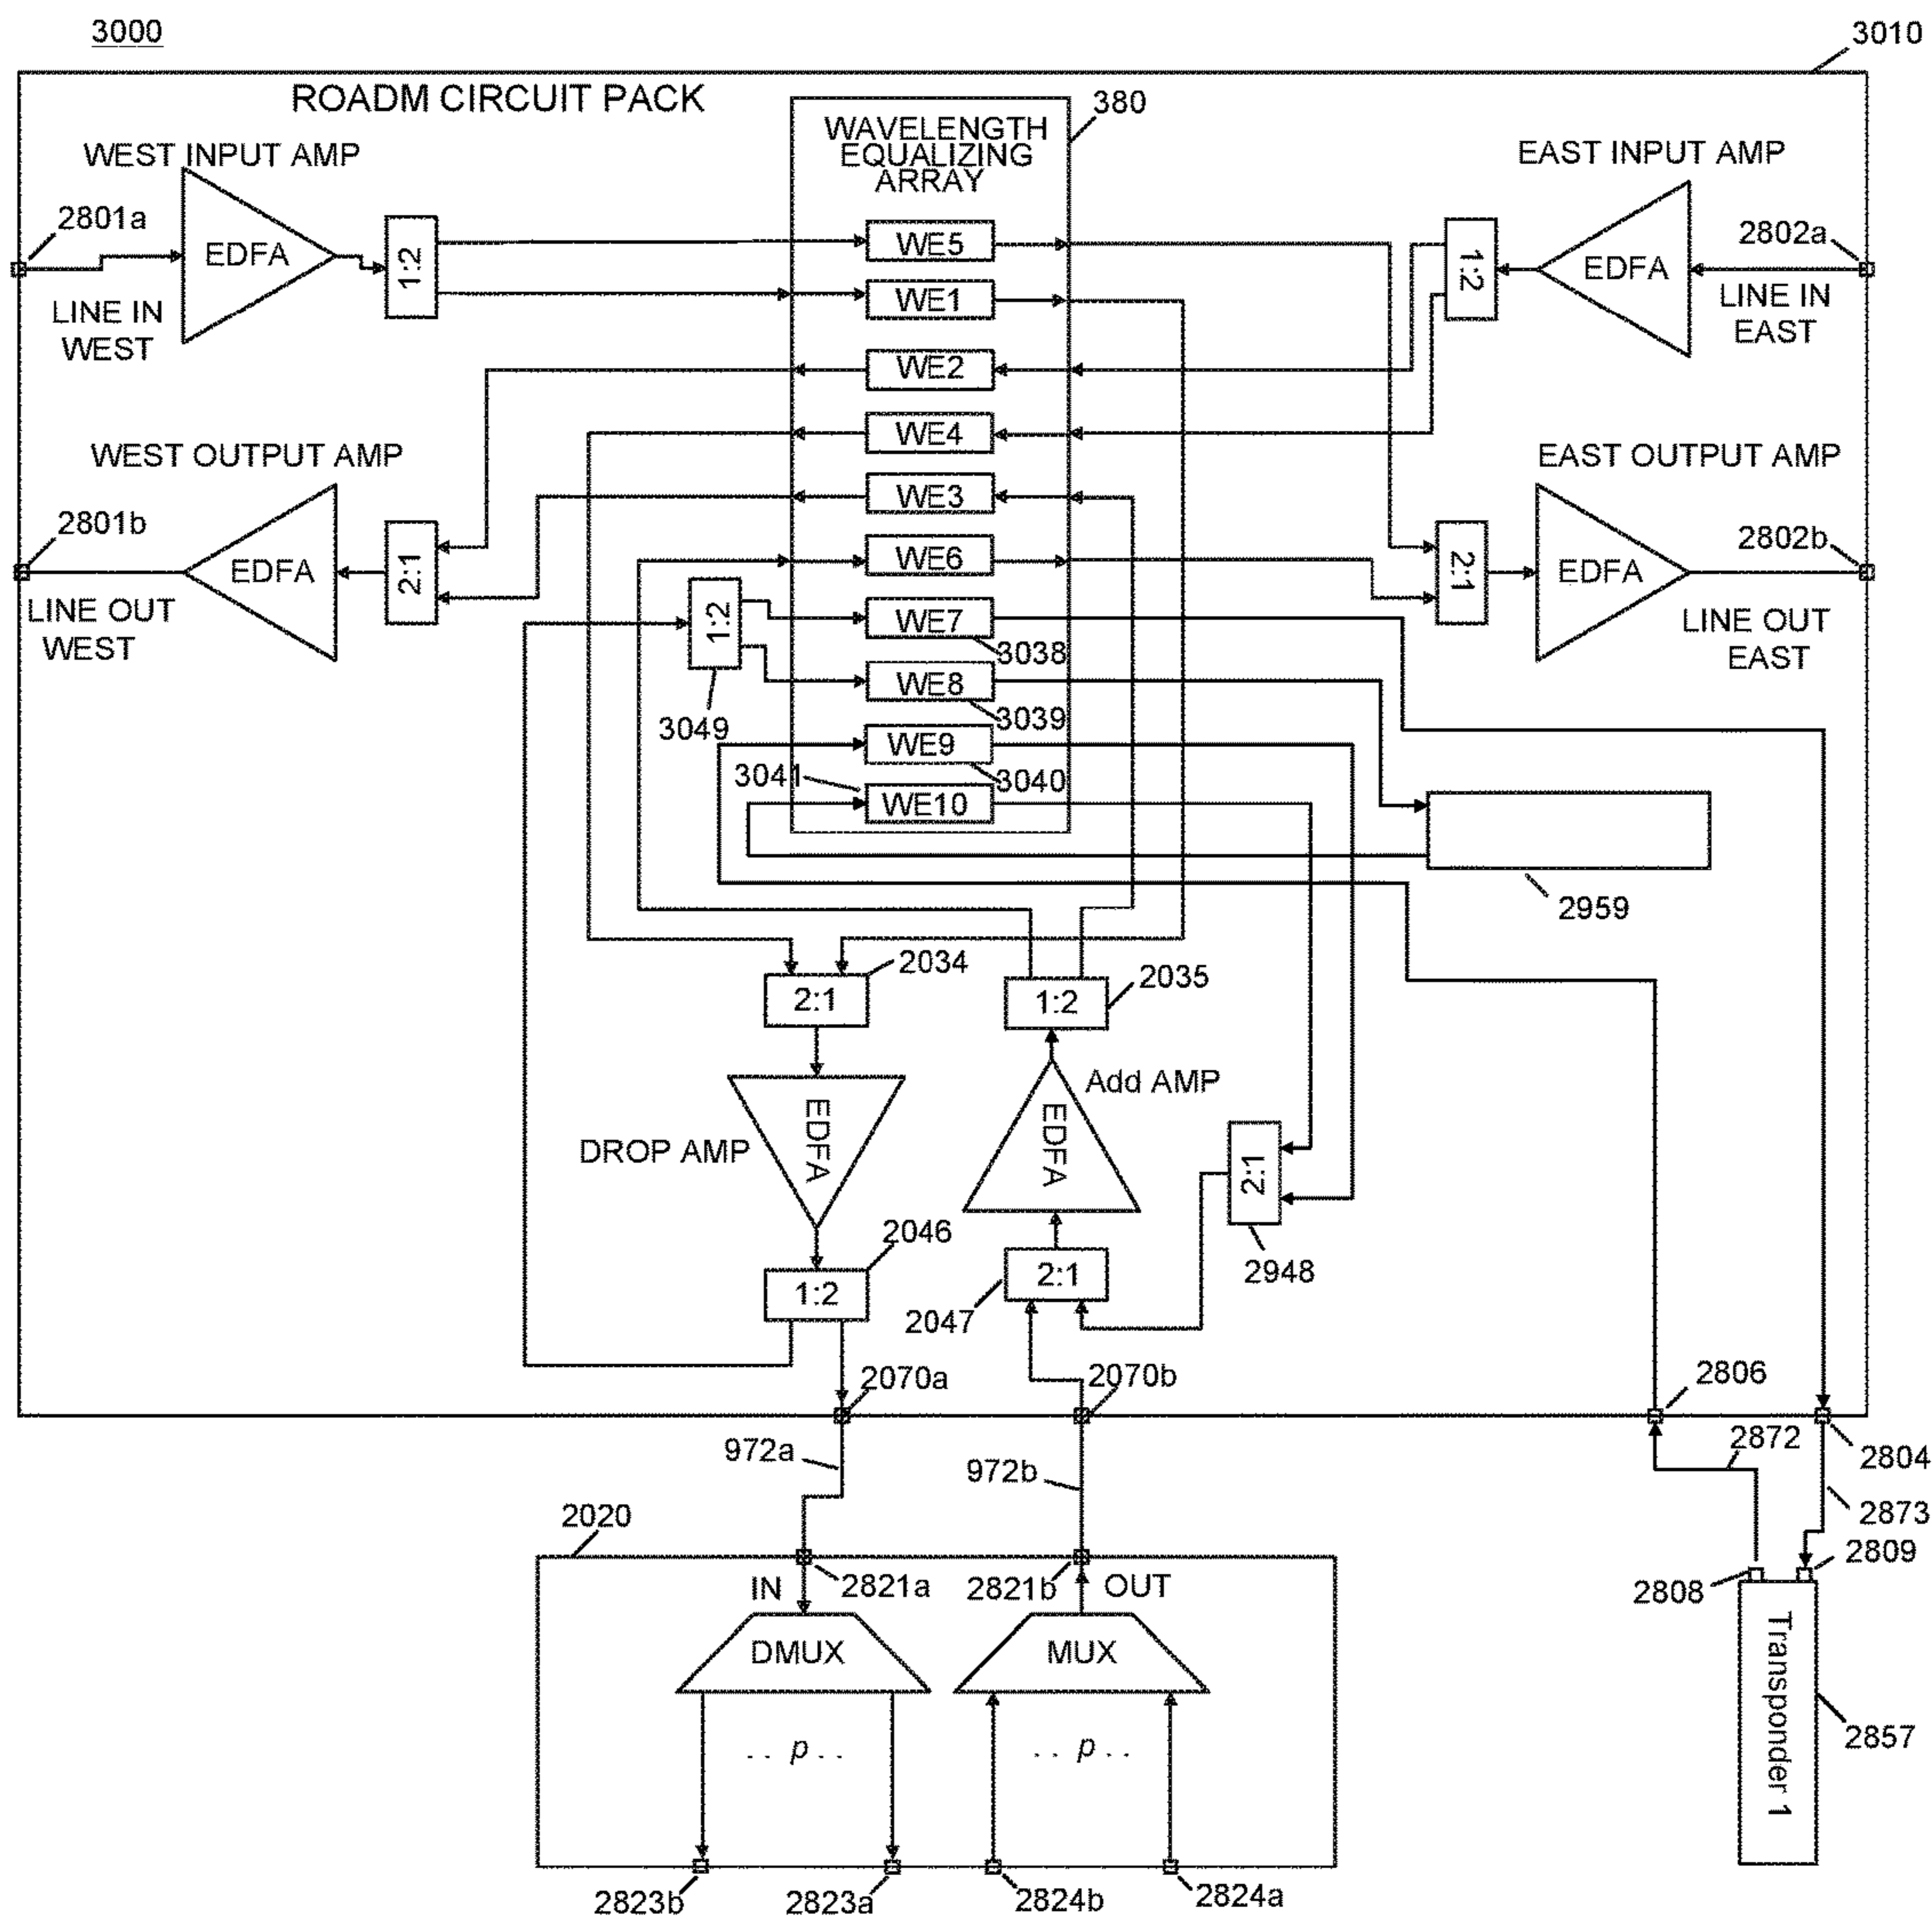 3000
3010
ROADM CIRCUIT PACK
380
WAVELENGTH
EQUALIZING
ARRAY
WEST INPUT AMP
EAST INPUT AMP
2801a
EDFA
1:2
WE5
1:2
EDFA
2802a
LINE IN
WEST
WE1
LINE IN
EAST
WE2
WE4
WEST OUTPUT AMP
EAST OUTPUT AMP
WE3
2801b
EDFA
2:1
WE6
2:1
EDFA
2802b
LINE OUT
WEST
1:2
WE7
3038
LINE OUT
EAST
WE8
3039
3049
WE9
3040
3041
WE10
2959
2034
2:1
2035
1:2
Add AMP
EDFA
EDFA
DROP AMP
2:1
2948
2046
1:2
2:1
2047
2070a
2070b
2806
2804
972a
972b
2872
2873
2020
2821a
2821b
IN
OUT
2809
2808
DMUX
MUX
Transponder 1
2857
. . p . .
. . p . .
2823b
2823a
2824b
2824a